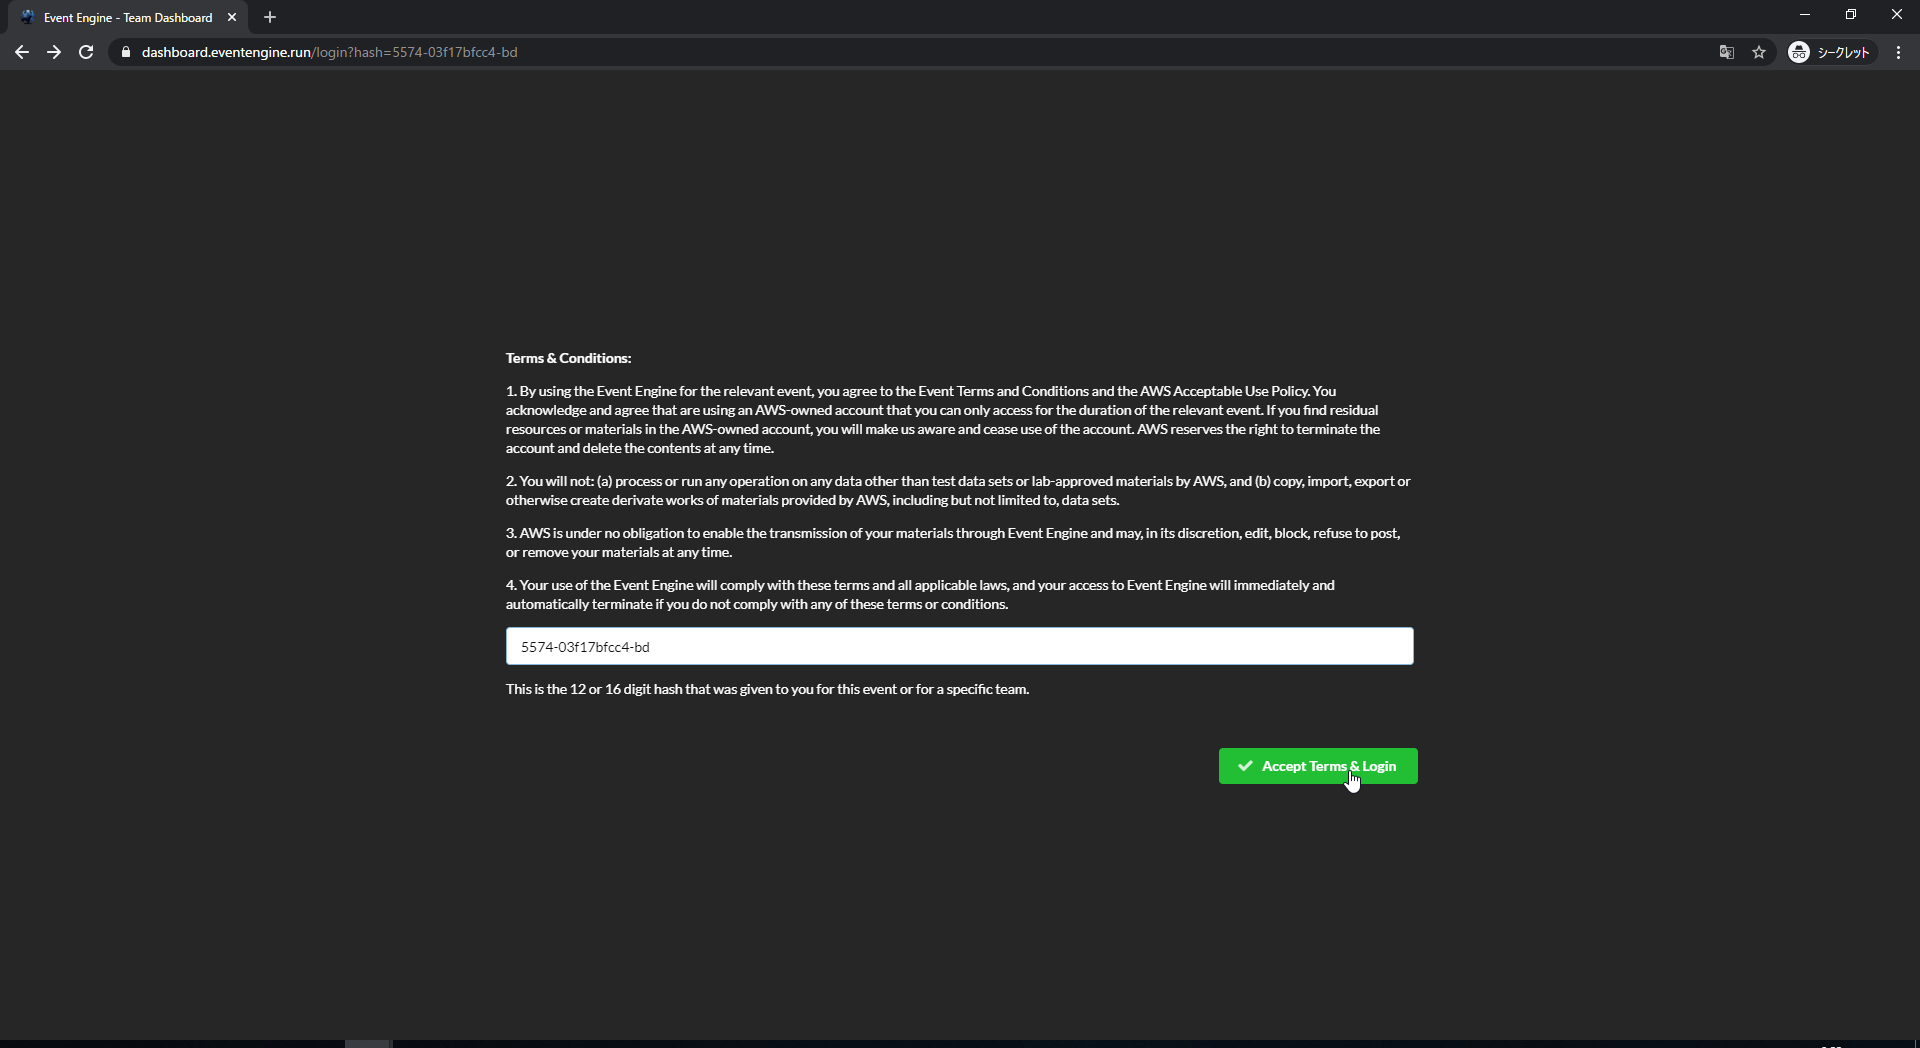 Event Engine - Team Dashboard
dashboard.eventengine.run/login?hash=5574-03f17bfcc4-bd
シークレット
Terms & Conditions:
1. By using the Event Engine for the relevant event, you agree to the Event Terms and Conditions and the AWS Acceptable Use Policy. You
acknowledge and agree that are using an AWS-owned account that you can only access for the duration of the relevant event. If you find residual
resources or materials in the AWS-owned account, you will make us aware and cease use of the account. AWS reserves the right to terminate the
account and delete the contents at any time.
2. You will not: (a) process or run any operation on any data other than test data sets or lab-approved materials by AWS, and (b) copy, import, export or
otherwise create derivate works of materials provided by AWS, including but not limited to, data sets.
3. AWS is under no obligation to enable the transmission of your materials through Event Engine and may, in its discretion, edit, block, refuse to post,
or remove your materials at any time.
4. Your use of the Event Engine will comply with these terms and all applicable laws, and your access to Event Engine will immediately and
automatically terminate if you do not comply with any of these terms or conditions.
5574-03f17bfcc4-bd
This is the 12 or 16 digit hash that was given to you for this event or for a specific team.
Accept Terms & Login